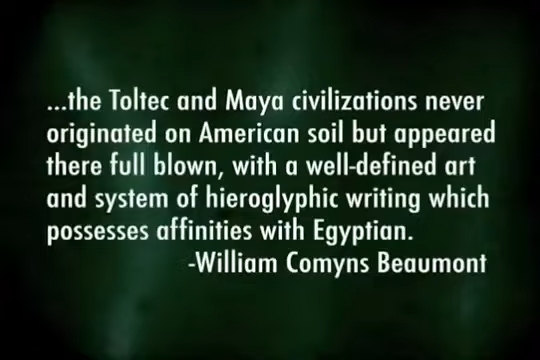 ...the Toltec and Maya civilizations never
originated on American soil but appeared
there full blown, with a well-defined art
and system of hieroglyphic writing which
possesses affinities with Egyptian.
-William Comyns Beaumont